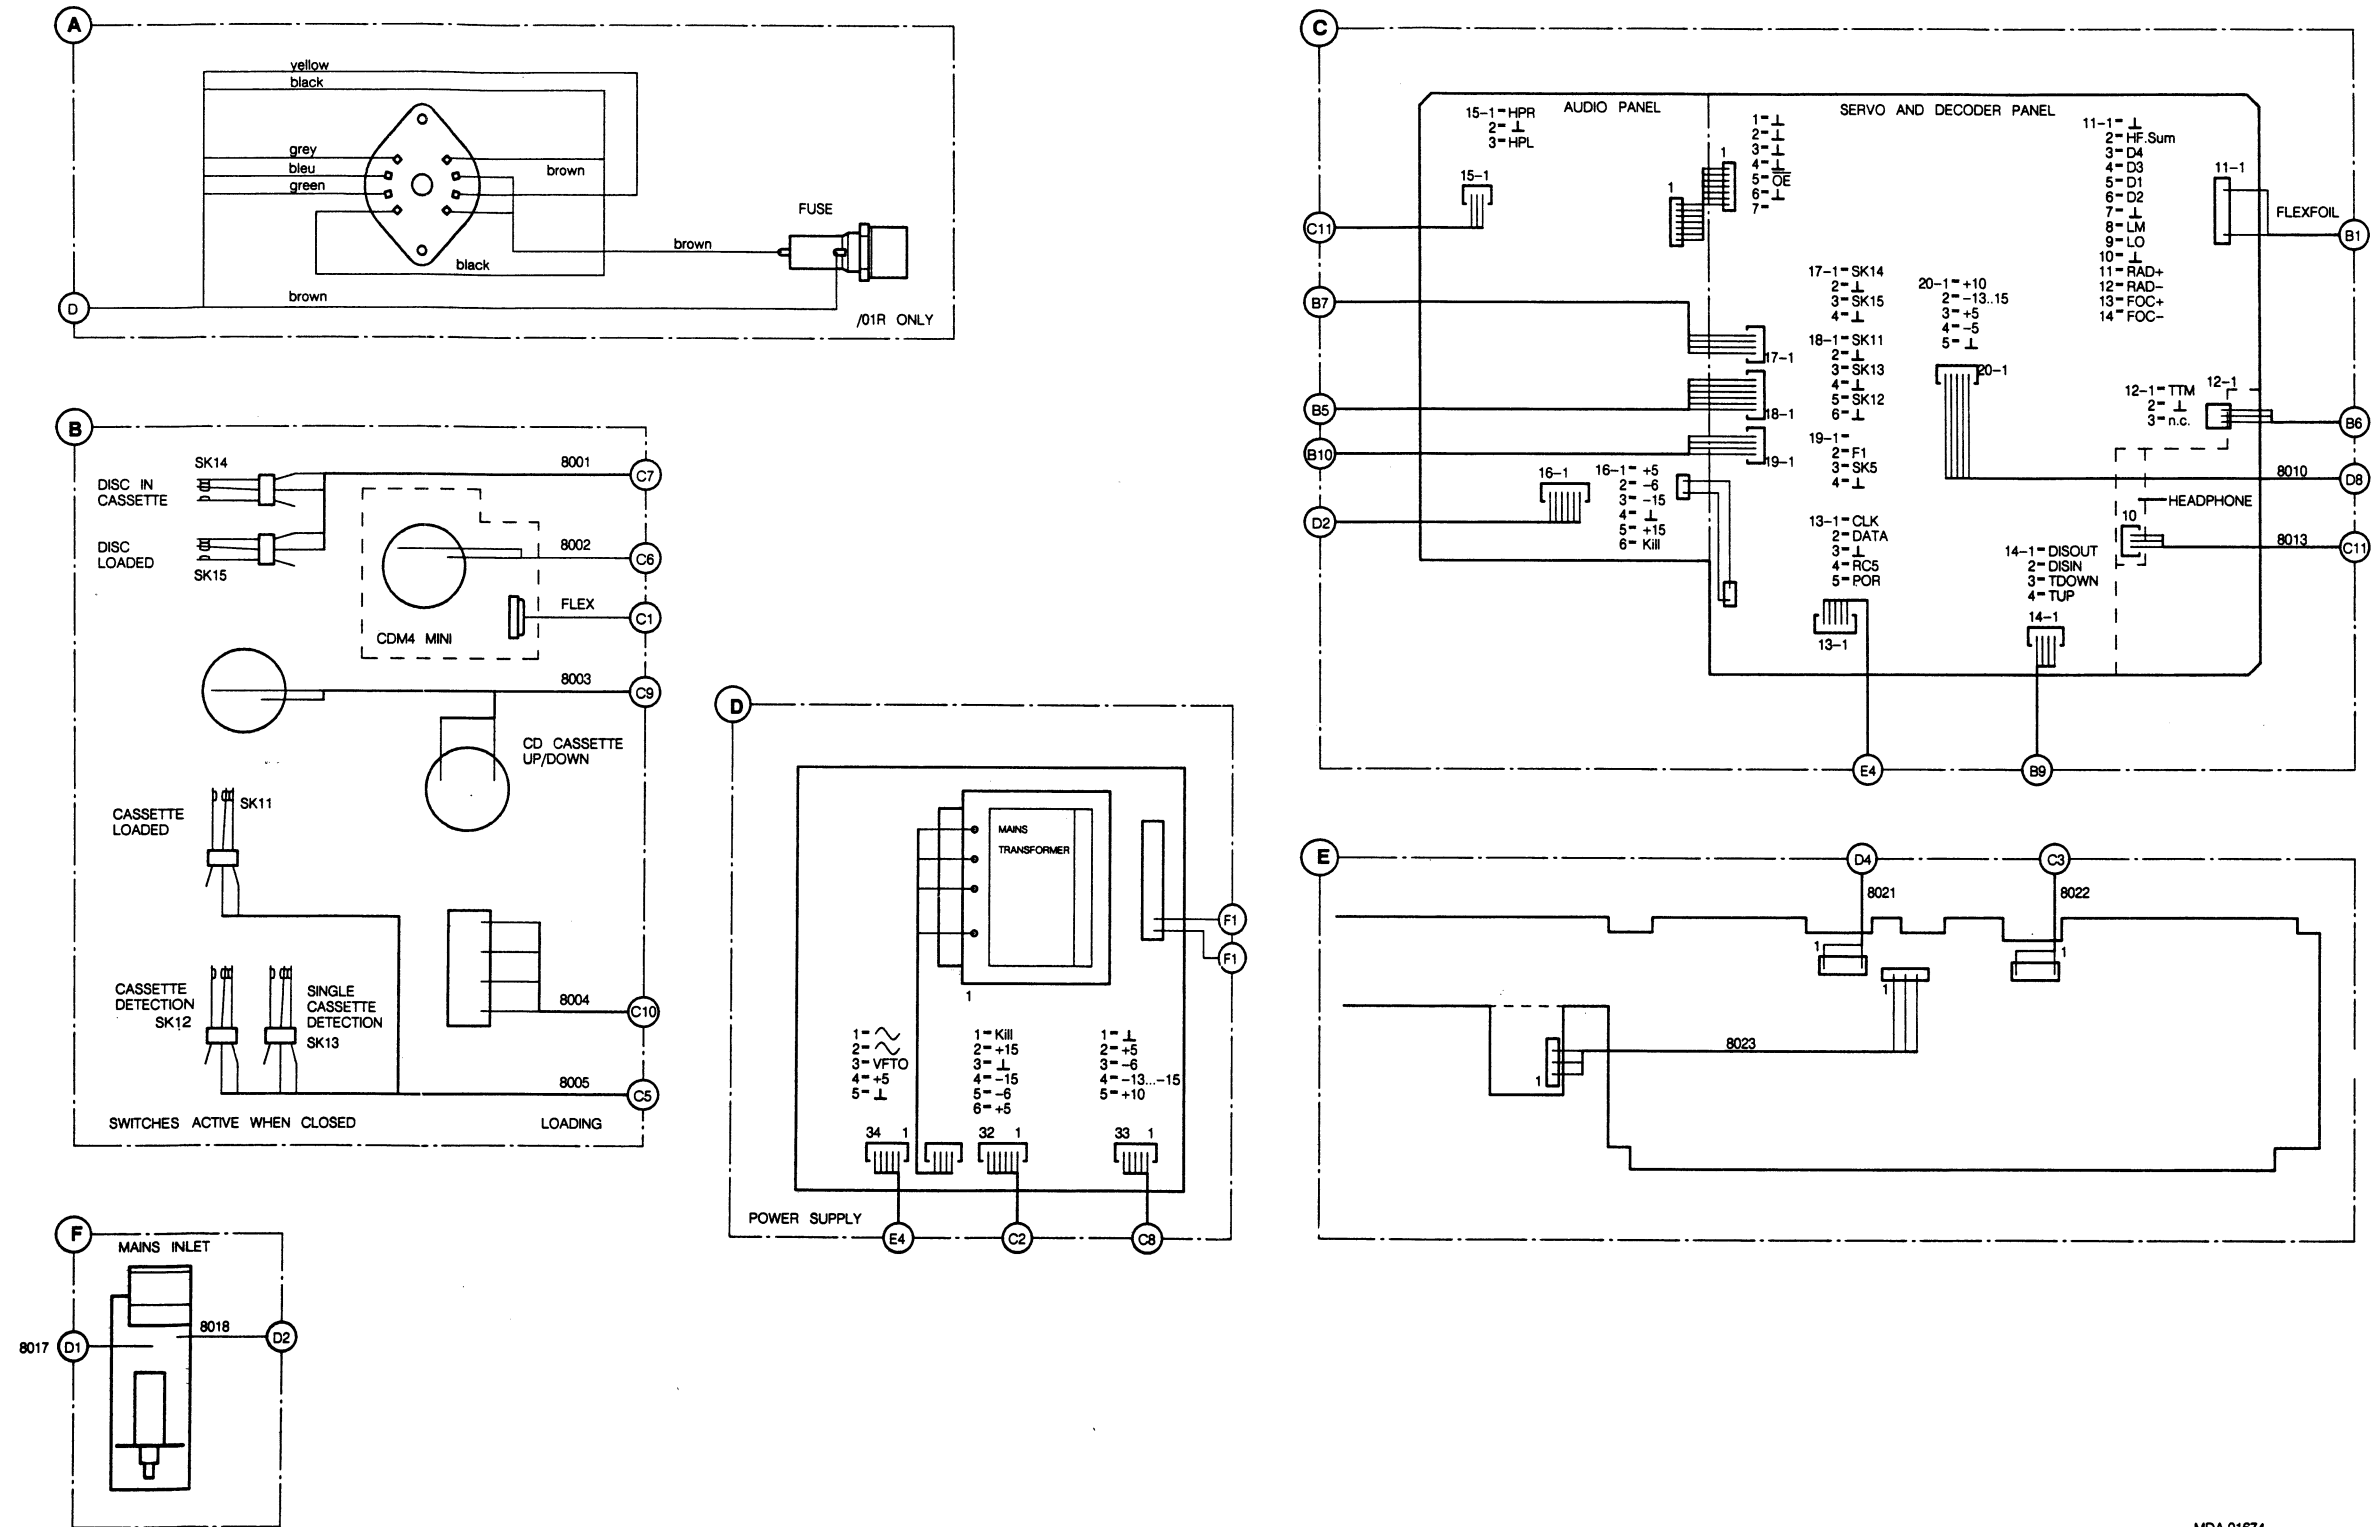 A
yellow
black
grey
bleu
green
brown
black
brown
brown
FUSE
/01R ONLY
D
B
SK14
DISC IN
CASSETTE
DISC
LOADED
SK15
8001
C7
8002
C6
FLEX
C1
CDM4 MINI
8003
C9
CD CASSETTE
UP/DOWN
SK11
CASSETTE
LOADED
CASSETTE
DETECTION
SK12
SINGLE
CASSETTE
DETECTION
SK13
8004
C10
8005
C5
SWITCHES ACTIVE WHEN CLOSED
LOADING
F
MAINS INLET
8017
D1
8018
D2
D
MAINS
TRANSFORMER
1
F1
F1
1-
2-
3- VFTO
4- +5
5- ⊥
1- Kill
2- +15
3- ⊥
4- -15
5- -6
6- +5
1- ⊥
2- +5
3- -6
4- -13...-15
5- +10
34 1
32 1
33 1
POWER SUPPLY
E4
C2
C8
C
AUDIO PANEL
SERVO AND DECODER PANEL
15-1- HPR
2- ⊥
3- HPL
15-1
1
1
1- ⊥
2- ⊥
3- ⊥
4- ⊥
5- OE
6- ⊥
7-
11-1- ⊥
2- HF.Sum
3- D4
4- D3
5- D1
6- D2
7- ⊥
8- LM
9- LO
10- ⊥
11- RAD+
12- RAD-
13- FOC+
14- FOC-
11-1
FLEXFOIL
B1
C11
B7
B5
B10
D2
17-1
18-1
19-1
17-1- SK14
2- ⊥
3- SK15
4- ⊥
18-1- SK11
2- ⊥
3- SK13
4- ⊥
5- SK12
6- ⊥
19-1-
2- F1
3- SK5
4- ⊥
20-1- +10
2- -13..15
3- +5
4- -5
5- ⊥
20-1
12-1- TTM
2- ⊥
3- n.c.
12-1
B6
8010
D8
HEADPHONE
10
8013
C11
16-1
16-1- +5
2- -6
3- -15
4- ⊥
5- +15
6- Kill
13-1- CLK
2- DATA
3- ⊥
4- RC5
5- POR
13-1
14-1- DISOUT
2- DISIN
3- TDOWN
4- TUP
14-1
E4
B9
E
D4
C3
8021
8022
1
1
1
8023
1